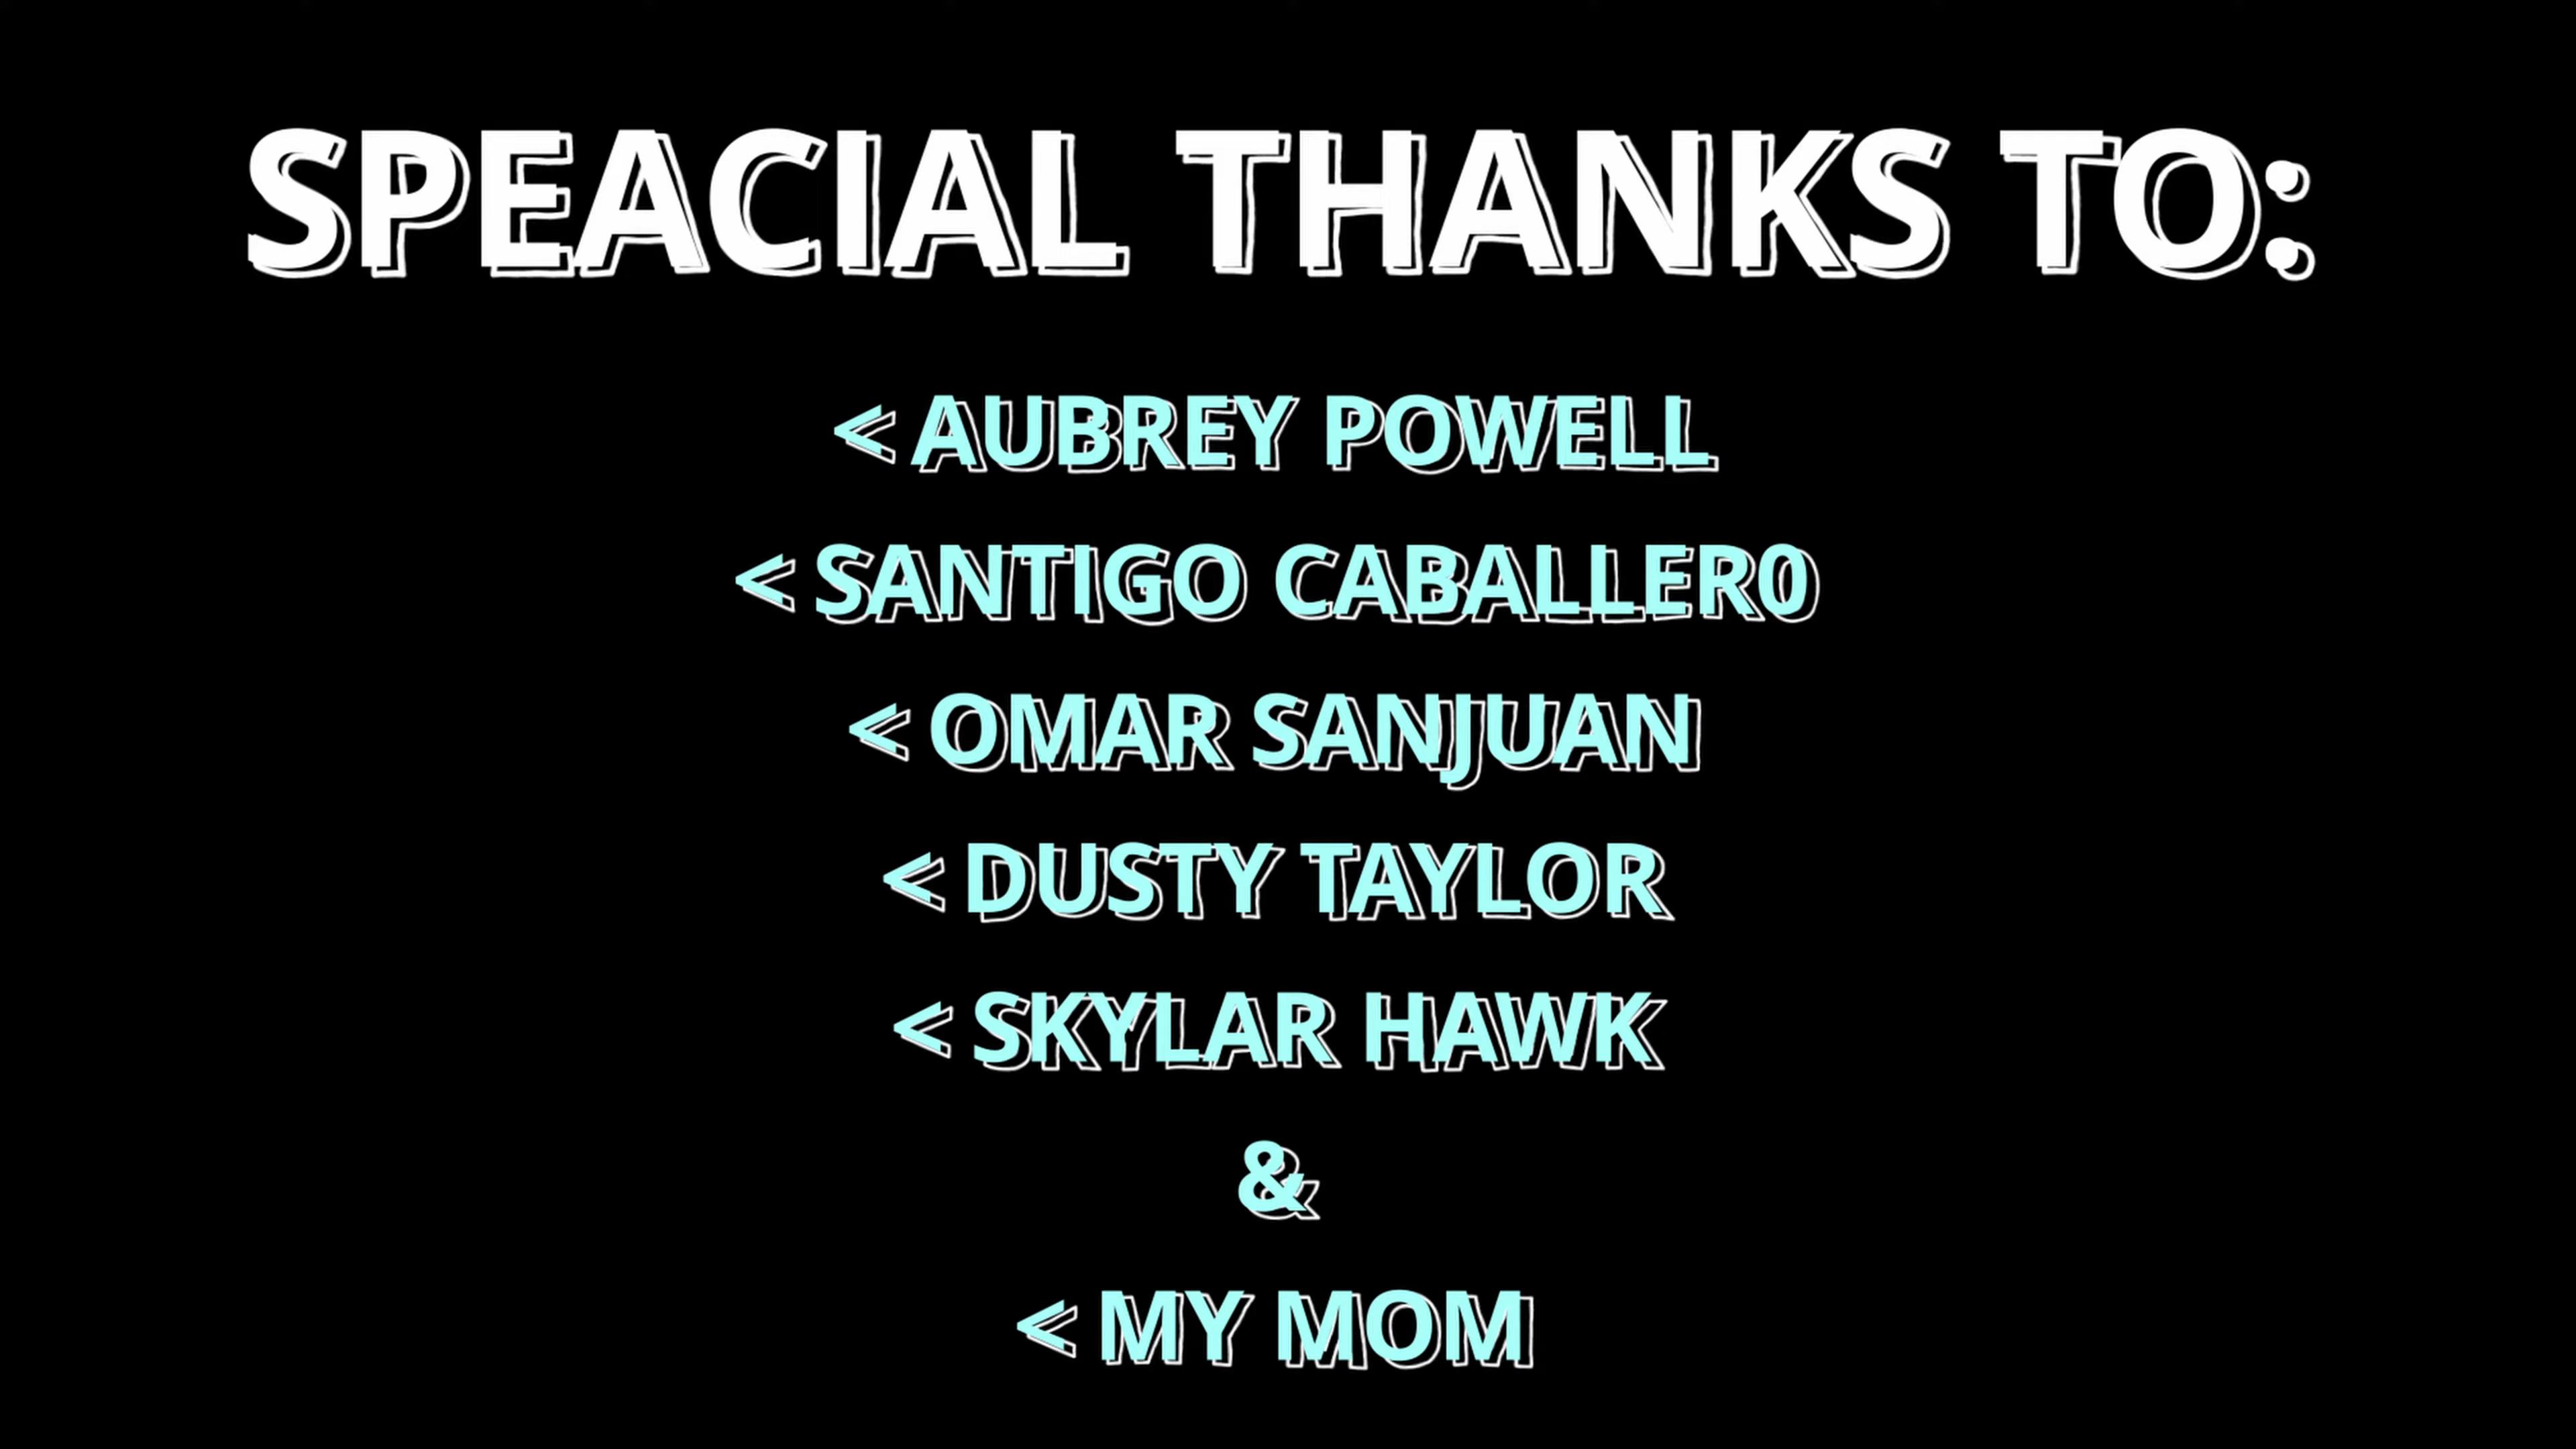 SPEACIAL THANKS TO:
< AUBREY POWELL
< SANTIGO CABALLER0
< OMAR SANJUAN
< DUSTY TAYLOR
< SKYLAR HAWK
&
< MY MOM